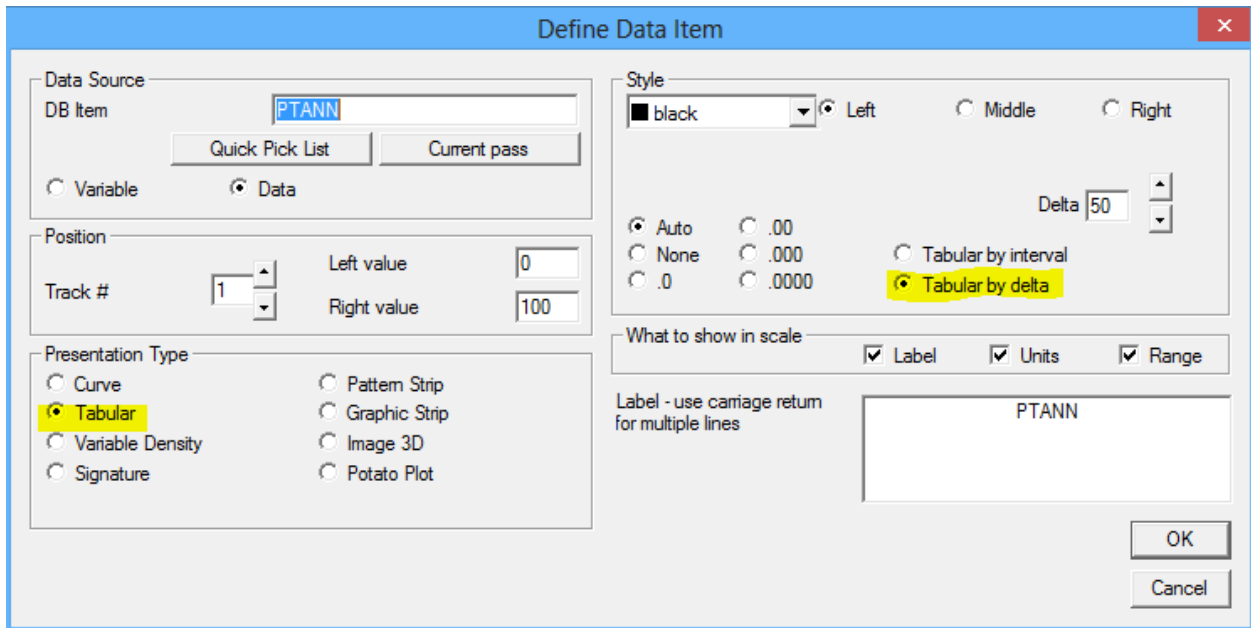 Define Data Item
Data Source
DB Item PTANN
Quick Pick List Current pass
Variable Data
Position
Track # 1
Left value 0
Right value 100
Presentation Type
Curve Pattern Strip
Tabular Graphic Strip
Variable Density Image 3D
Signature Potato Plot
Style
black Left Middle Right
Delta 50
Auto .00
None .000 Tabular by interval
.0 .0000 Tabular by delta
What to show in scale
Label Units Range
Label - use carriage return
for multiple lines
PTANN
OK
Cancel